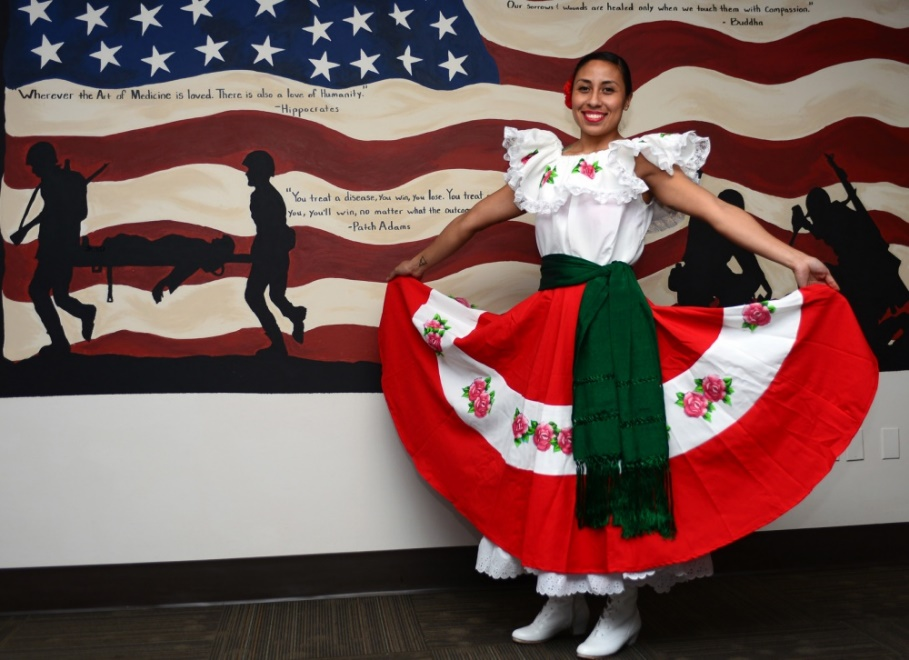 Our sorrows & wounds are healed only when we touch them with Compassion."
- Buddha
"Wherever the Art of Medicine is loved. There is also a love of Humanity."
-Hippocrates
"You treat a disease, you win, you lose. You treat
you, you'll win, no matter what the
-Patch Adams